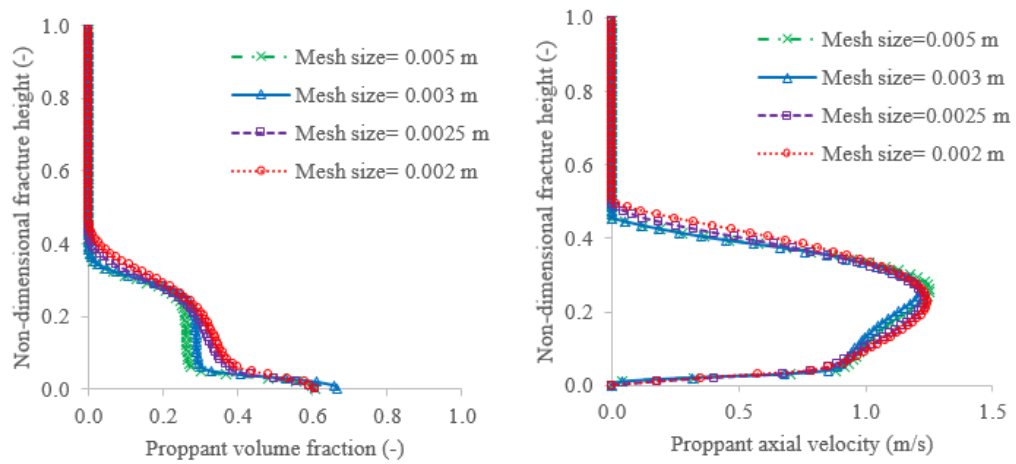 Non-dimensional fracture height (-)
1.0
0.8
0.6
0.4
0.2
0.0
Mesh size= 0.005 m
Mesh size= 0.003 m
Mesh size= 0.0025 m
Mesh size= 0.002 m
0.0 0.2 0.4 0.6 0.8 1.0
Proppant volume fraction (-)
Non-dimensional fracture height (-)
1.0
0.8
0.6
0.4
0.2
0.0
Mesh size=0.005 m
Mesh size= 0.003 m
Mesh size=0.0025 m
Mesh size= 0.002 m
0.0 0.5 1.0 1.5
Proppant axial velocity (m/s)